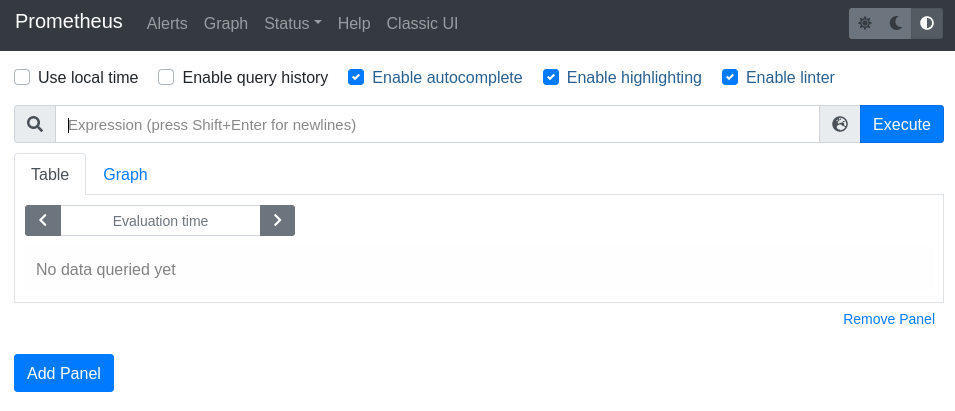 Prometheus Alerts Graph Status Help Classic UI
Use local time Enable query history Enable autocomplete Enable highlighting Enable linter
Expression (press Shift+Enter for newlines) Execute
Table Graph
Evaluation time
No data queried yet
Remove Panel
Add Panel